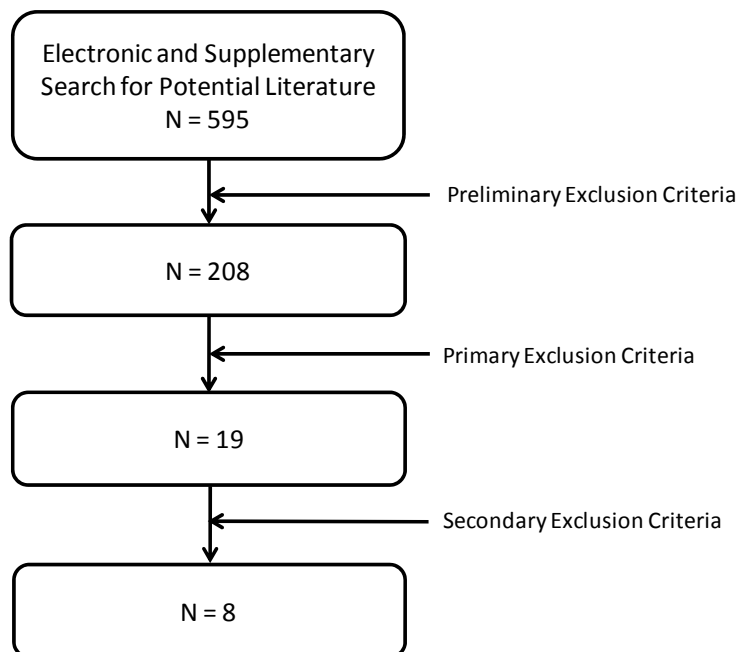 Electronic and Supplementary
Search for Potential Literature
N = 595
Preliminary Exclusion Criteria
N = 208
Primary Exclusion Criteria
N = 19
Secondary Exclusion Criteria
N = 8